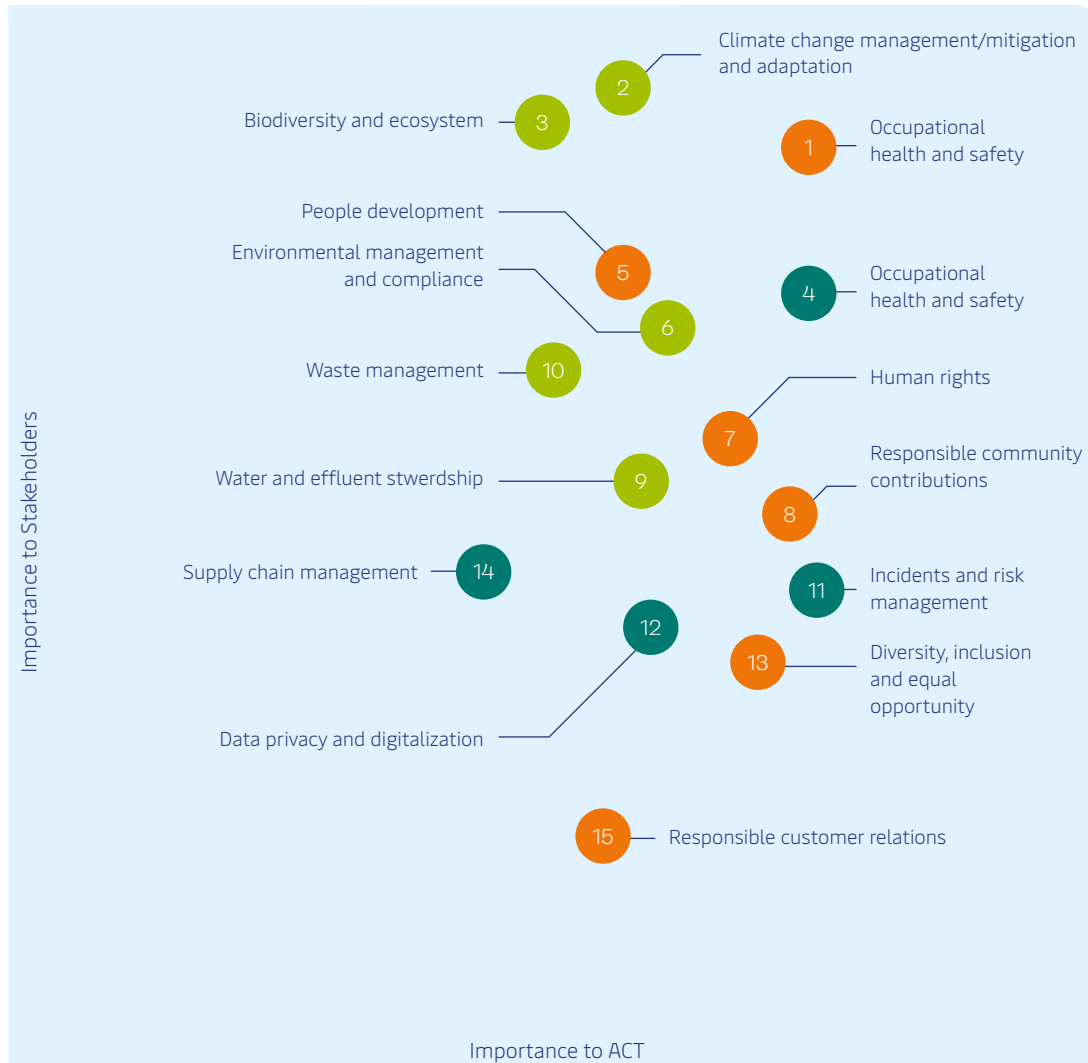 Climate change management/mitigation
and adaptation
2
Biodiversity and ecosystem
3
1
Occupational
health and safety
People development
5
Environmental management
and compliance
6
4
Occupational
health and safety
Waste management
10
Human rights
7
Water and effluent stwerdship
9
Responsible community
contributions
8
Supply chain management
14
11
Incidents and risk
management
12
13
Diversity, inclusion
and equal
opportunity
Data privacy and digitalization
15
Responsible customer relations
Importance to Stakeholders
Importance to ACT